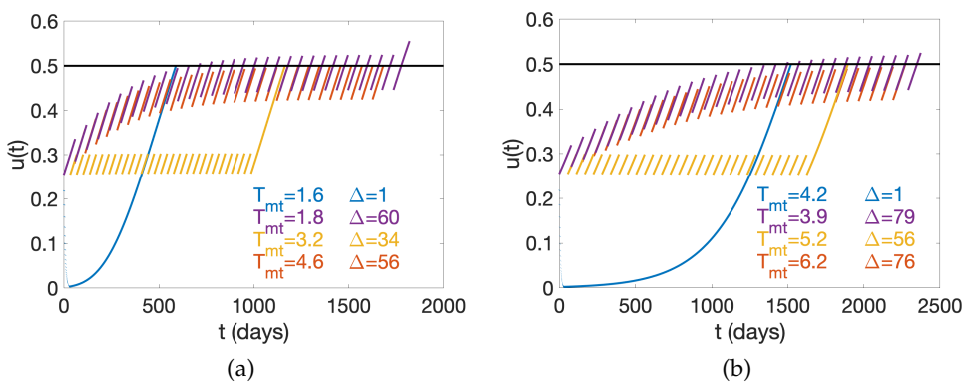 0.6
0.5
0.4
0.3
0.2
0.1
0
u(t)
T_mt=1.6 Δ=1
T_mt=1.8 Δ=60
T_mt=3.2 Δ=34
T_mt=4.6 Δ=56
0 500 1000 1500 2000
t (days)
(a)
0.6
0.5
0.4
0.3
0.2
0.1
0
u(t)
T_mt=4.2 Δ=1
T_mt=3.9 Δ=79
T_mt=5.2 Δ=56
T_mt=6.2 Δ=76
0 500 1000 1500 2000 2500
t (days)
(b)